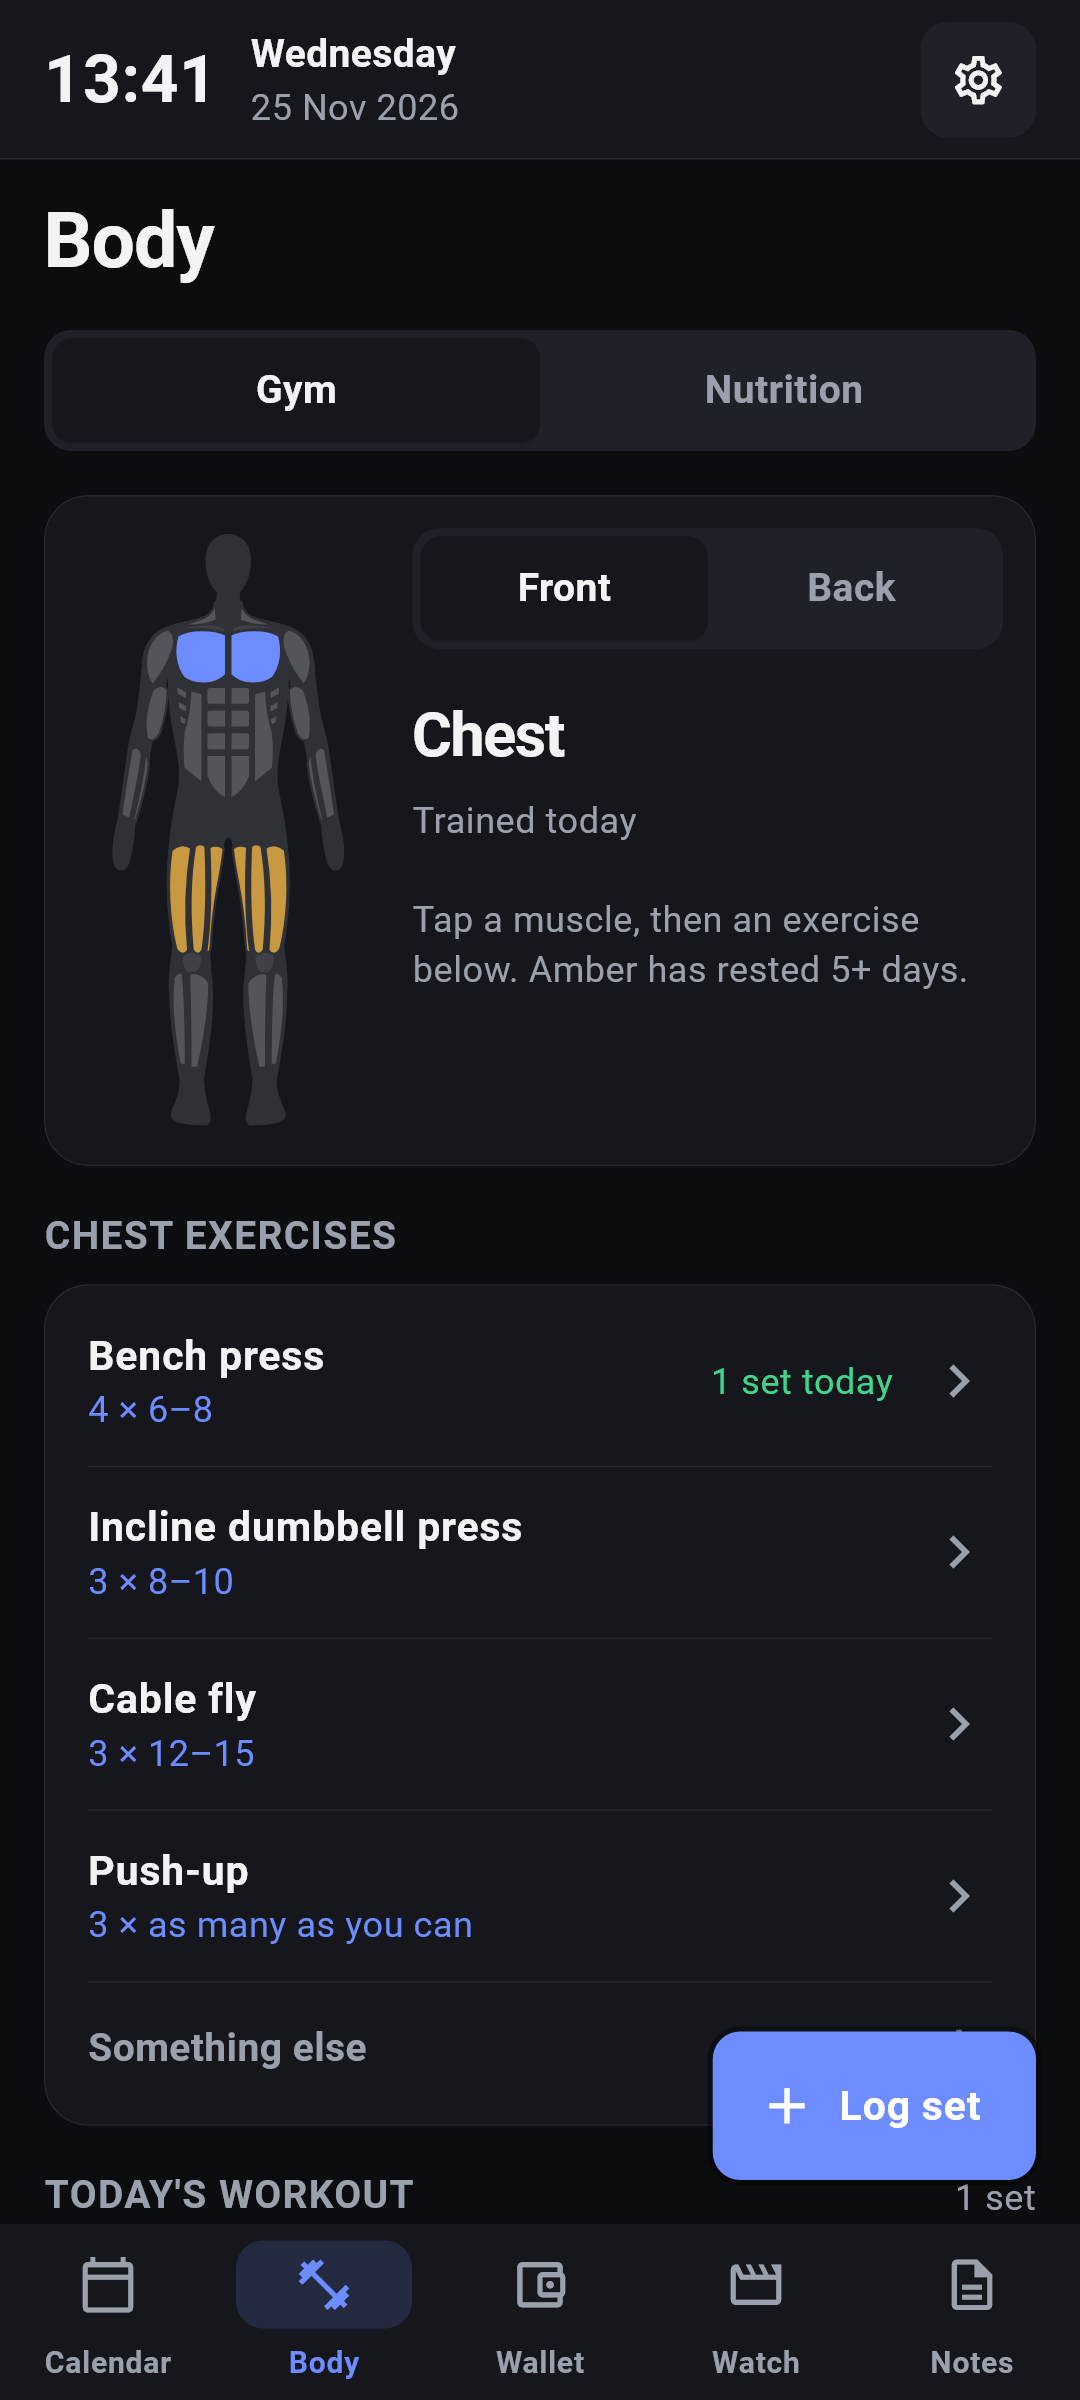 13:41
Wednesday
25 Nov 2026
Body
Gym
Nutrition
Front
Back
Chest
Trained today
Tap a muscle, then an exercise
below. Amber has rested 5+ days.
CHEST EXERCISES
Bench press
4 × 6–8
1 set today
Incline dumbbell press
3 × 8–10
Cable fly
3 × 12–15
Push-up
3 × as many as you can
Something else
Log set
TODAY'S WORKOUT
1 set
Calendar
Body
Wallet
Watch
Notes